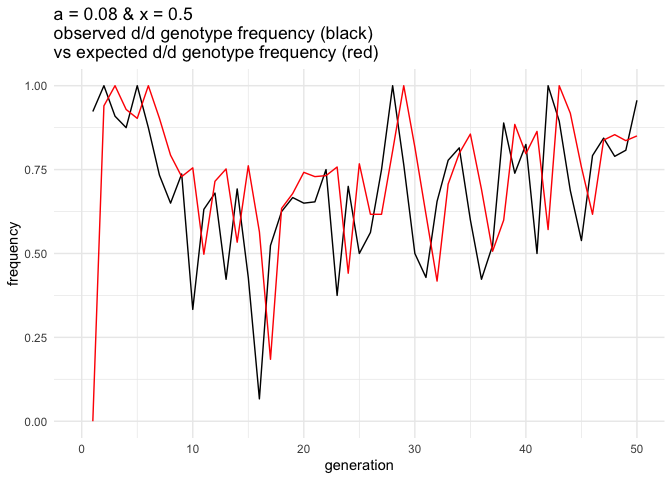 a = 0.08 & x = 0.5
observed d/d genotype frequency (black)
vs expected d/d genotype frequency (red)
1.00
0.75
0.50
0.25
0.00
frequency
0 10 20 30 40 50
generation